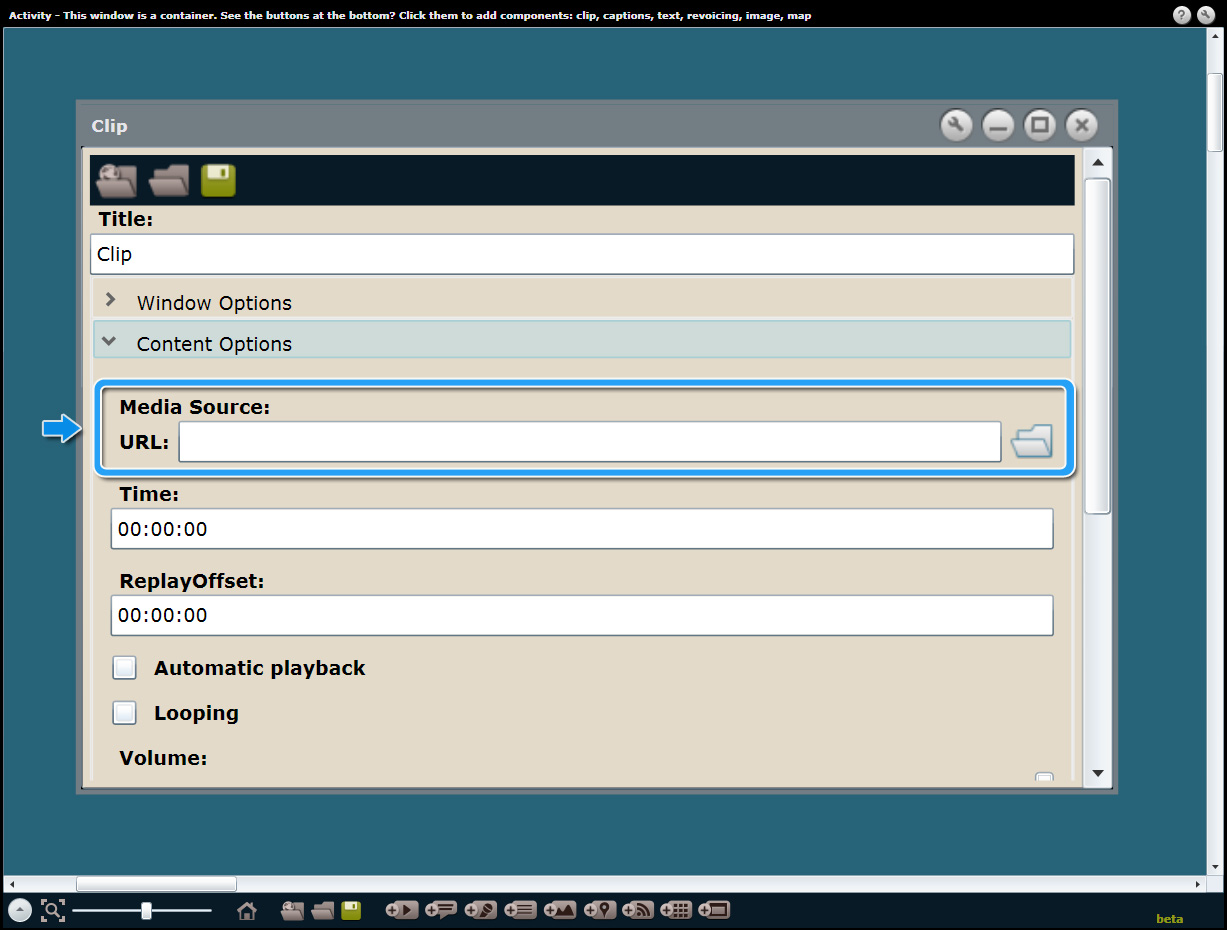 Activity - This window is a container. See the buttons at the bottom? Click them to add components: clip, captions, text, revoicing, image, map
Clip
Title:
Clip
Window Options
Content Options
Media Source:
URL:
Time:
00:00:00
ReplayOffset:
00:00:00
Automatic playback
Looping
Volume:
beta